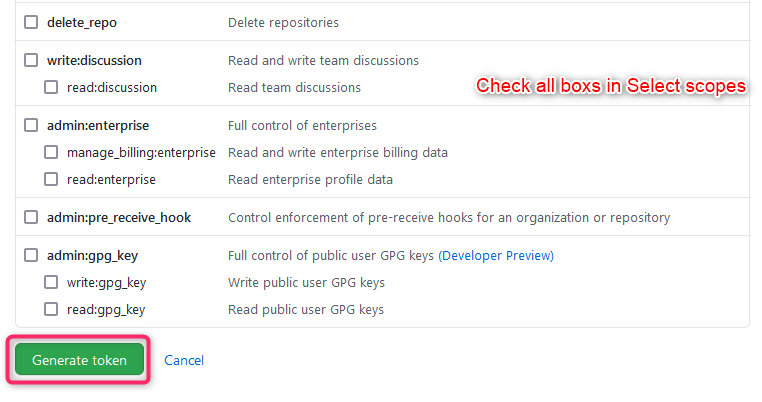 delete_repo Delete repositories
write:discussion Read and write team discussions
read:discussion Read team discussions
Check all boxs in Select scopes
admin:enterprise Full control of enterprises
manage_billing:enterprise Read and write enterprise billing data
read:enterprise Read enterprise profile data
admin:pre_receive_hook Control enforcement of pre-receive hooks for an organization or repository
admin:gpg_key Full control of public user GPG keys (Developer Preview)
write:gpg_key Write public user GPG keys
read:gpg_key Read public user GPG keys
Generate token Cancel